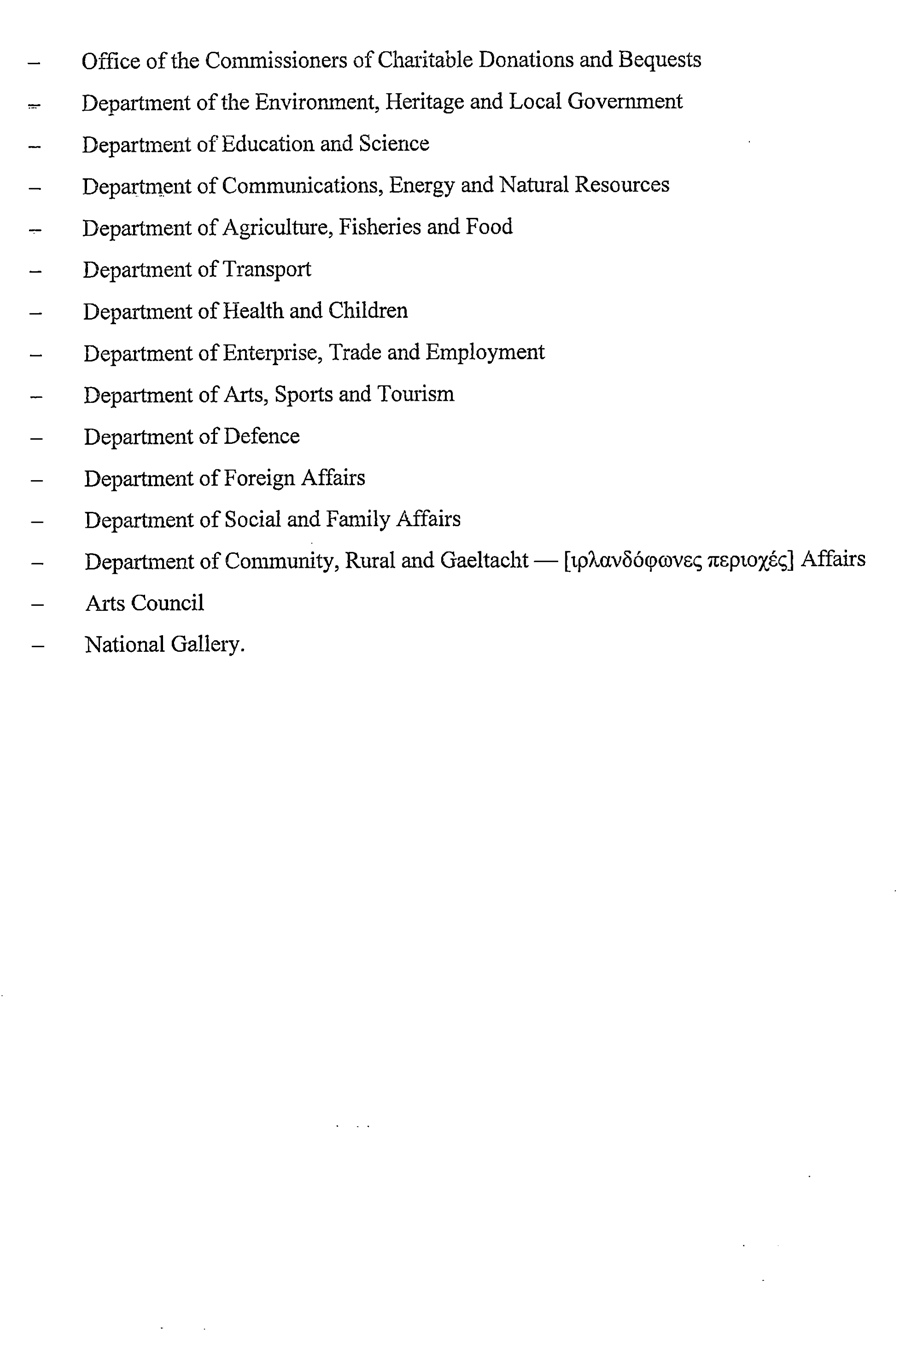 – Office of the Commissioners of Charitable Donations and Bequests
– Department of the Environment, Heritage and Local Government
– Department of Education and Science
– Department of Communications, Energy and Natural Resources
– Department of Agriculture, Fisheries and Food
– Department of Transport
– Department of Health and Children
– Department of Enterprise, Trade and Employment
– Department of Arts, Sports and Tourism
– Department of Defence
– Department of Foreign Affairs
– Department of Social and Family Affairs
– Department of Community, Rural and Gaeltacht — [ιρλανδόφωνες περιοχές] Affairs
– Arts Council
– National Gallery.